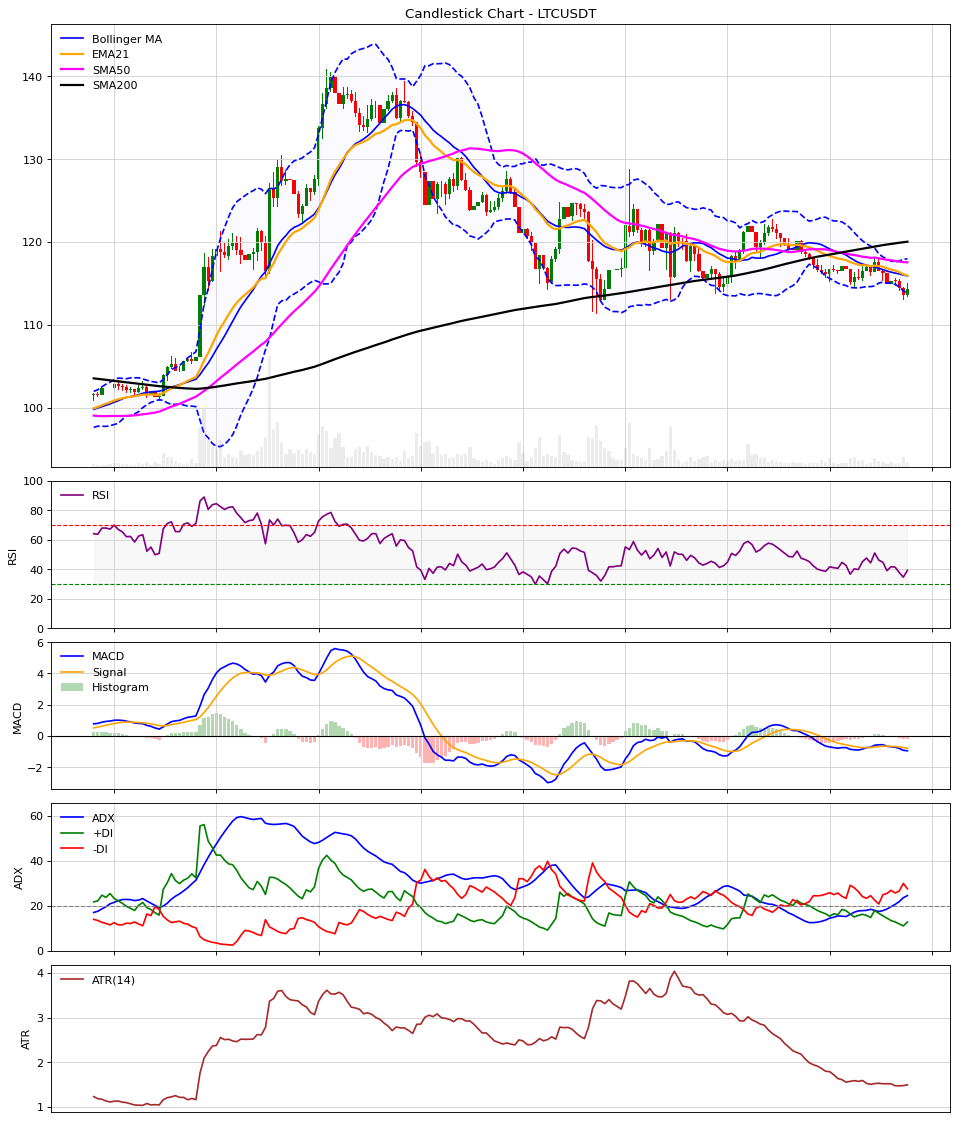 Candlestick Chart - LTCUSDT
Bollinger MA
EMA21
SMA50
SMA200
140
130
120
110
100
RSI
RSI
100
80
60
40
20
0
MACD
Signal
Histogram
MACD
6
4
2
0
−2
ADX
+DI
-DI
ADX
60
40
20
0
ATR(14)
ATR
4
3
2
1